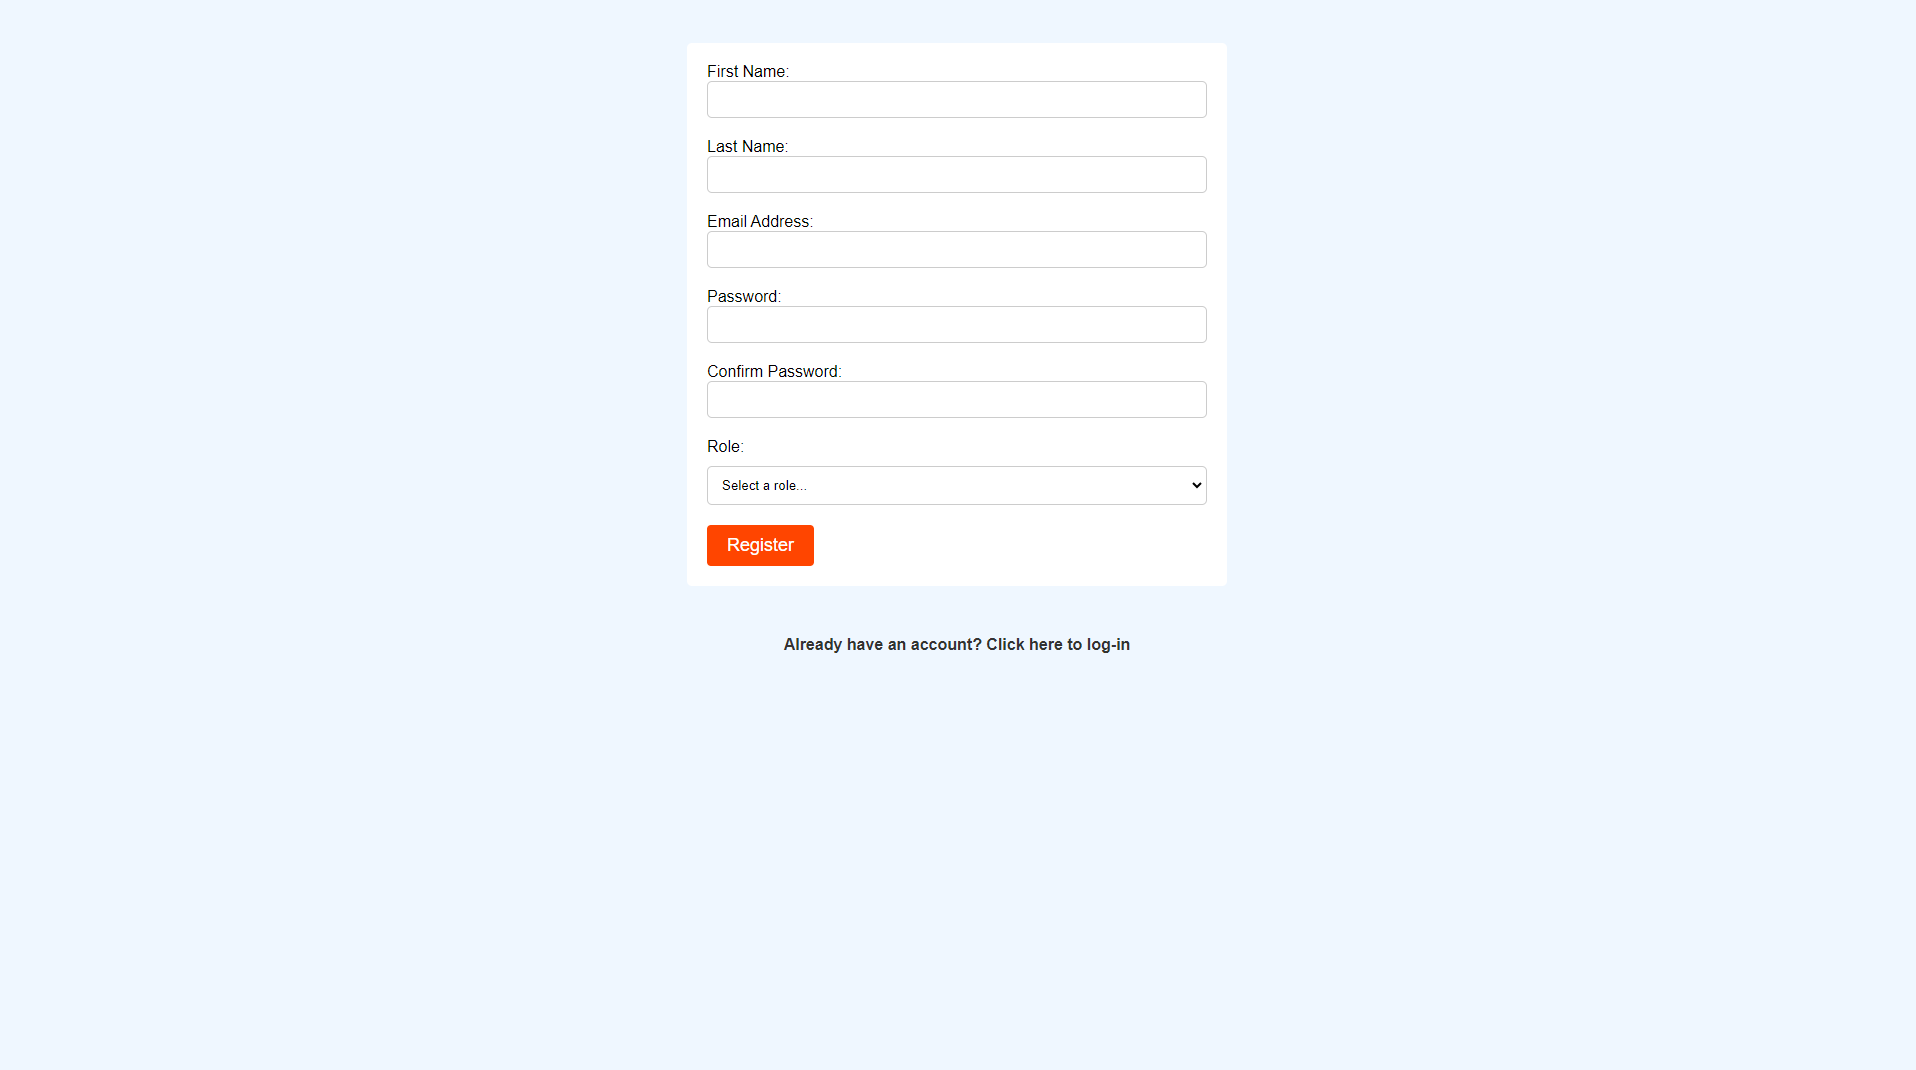 First Name:
Last Name:
Email Address:
Password:
Confirm Password:
Role:
Select a role...
Register
Already have an account? Click here to log-in